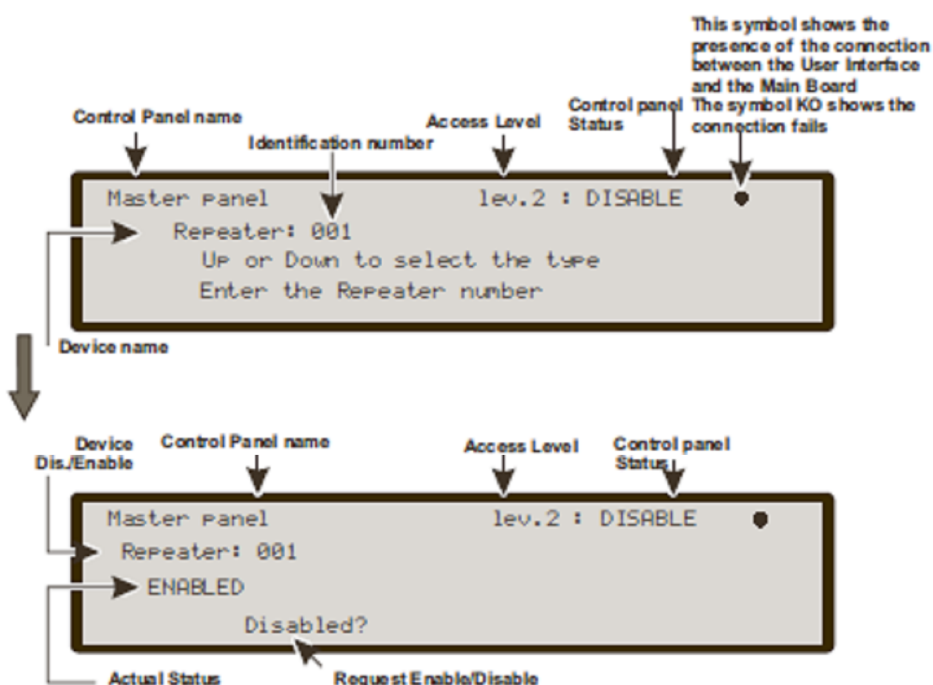 This symbol shows the
presence of the connection
between the User Interface
and the Main Board
The symbol KO shows the
connection fails
Control panel
Status
Access Level
Control Panel name
Identification number
Master panel lev.2 : DISABLE
Repeater: 001
Up or Down to select the type
Enter the Repeater number
Device name
Device
Dis./Enable
Control Panel name
Access Level
Control panel
Status
Master panel lev.2 : DISABLE
Repeater: 001
ENABLED
Disabled?
Actual Status
Request Enable/Disable